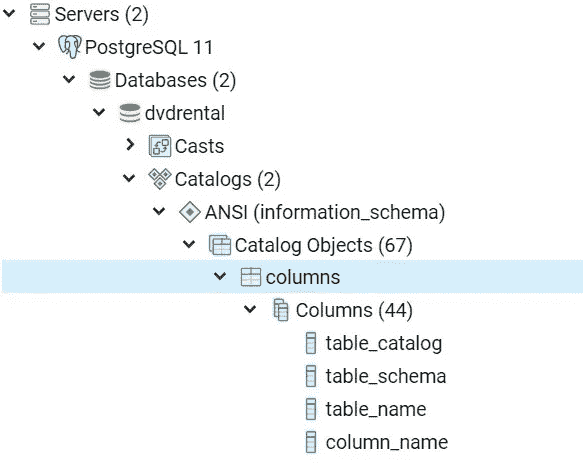 Servers (2)
PostgreSQL 11
Databases (2)
dvdrental
Casts
Catalogs (2)
ANSI (information_schema)
Catalog Objects (67)
columns
Columns (44)
table_catalog
table_schema
table_name
column_name